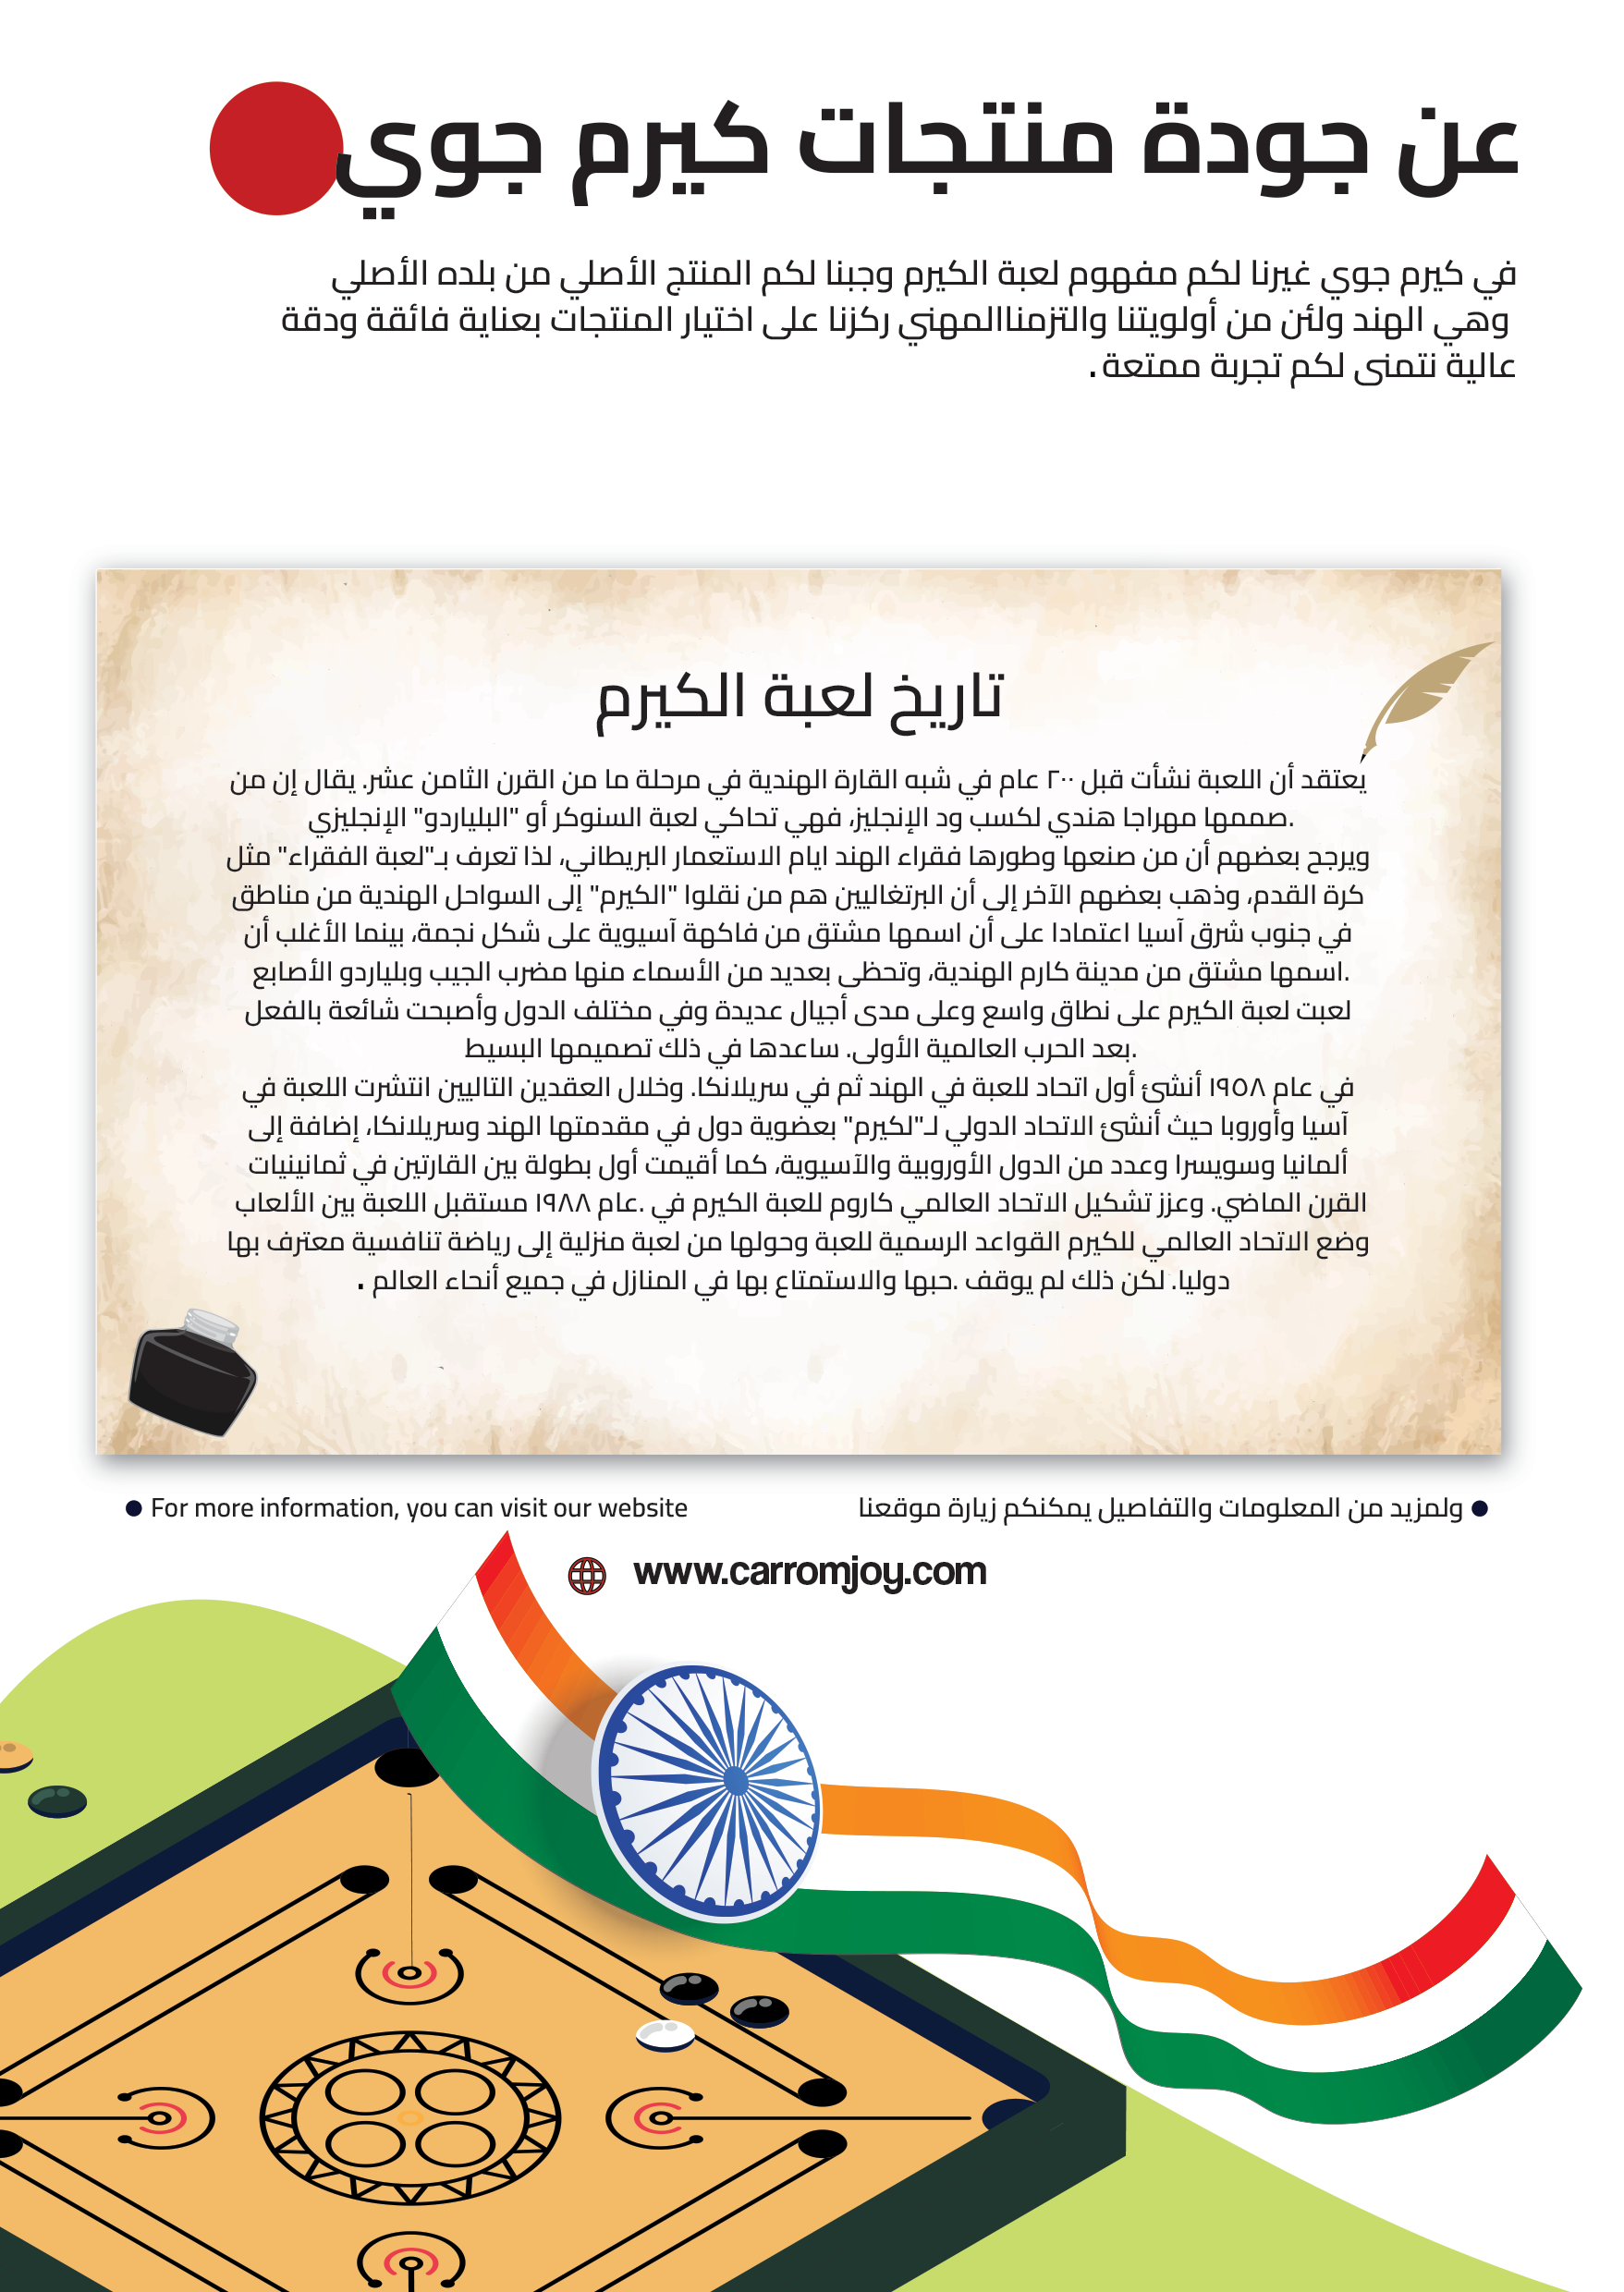 عن جودة منتجات كيرم جوي
في كيرم جوي غيرنا لكم مفهوم لعبة الكيرم وجبنا لكم المنتج الأصلي من بلده الأصلي
وهي الهند ولئن من أولويتنا والتزمناالمهني ركزنا على اختيار المنتجات بعناية فائقة ودقة
عالية نتمنى لكم تجربة ممتعة .
تاريخ لعبة الكيرم
يعتقد أن اللعبة نشأت قبل ٢٠٠ عام في شبه القارة الهندية في مرحلة ما من القرن الثامن عشر. يقال إن من
.صممها مهراجا هندي لكسب ود الإنجليز، فهي تحاكي لعبة السنوكر أو "البلياردو" الإنجليزي
ويرجح بعضهم أن من صنعها وطورها فقراء الهند ايام الاستعمار البريطاني، لذا تعرف بـ"لعبة الفقراء" مثل
كرة القدم، وذهب بعضهم الآخر إلى أن البرتغاليين هم من نقلوا "الكيرم" إلى السواحل الهندية من مناطق
في جنوب شرق آسيا اعتمادا على أن اسمها مشتق من فاكهة آسيوية على شكل نجمة، بينما الأغلب أن
.اسمها مشتق من مدينة كارم الهندية، وتحظى بعديد من الأسماء منها مضرب الجيب وبلياردو الأصابع
لعبت لعبة الكيرم على نطاق واسع وعلى مدى أجيال عديدة وفي مختلف الدول وأصبحت شائعة بالفعل
.بعد الحرب العالمية الأولى. ساعدها في ذلك تصميمها البسيط
في عام ١٩٥٨ أنشئ أول اتحاد للعبة في الهند ثم في سريلانكا. وخلال العقدين التاليين انتشرت اللعبة في
آسيا وأوروبا حيث أنشئ الاتحاد الدولي لـ"لكيرم" بعضوية دول في مقدمتها الهند وسريلانكا، إضافة إلى
ألمانيا وسويسرا وعدد من الدول الأوروبية والآسيوية، كما أقيمت أول بطولة بين القارتين في ثمانينيات
القرن الماضي. وعزز تشكيل الاتحاد العالمي كاروم للعبة الكيرم في .عام ١٩٨٨ مستقبل اللعبة بين الألعاب
وضع الاتحاد العالمي للكيرم القواعد الرسمية للعبة وحولها من لعبة منزلية إلى رياضة تنافسية معترف بها
دوليا. لكن ذلك لم يوقف .حبها والاستمتاع بها في المنازل في جميع أنحاء العالم .
ولمزيد من المعلومات والتفاصيل يمكنكم زيارة موقعنا
For more information, you can visit our website
www.carromjoy.com